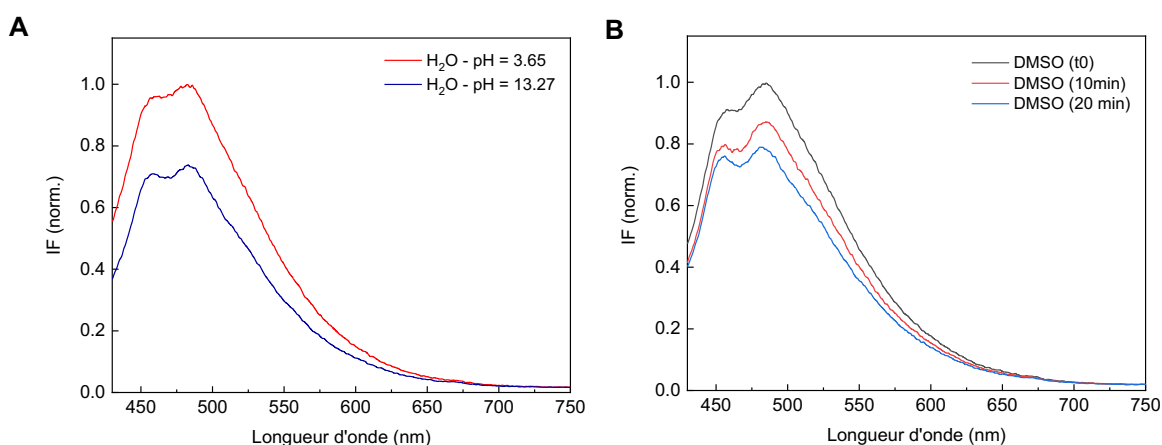 A
H₂O - pH = 3.65
H₂O - pH = 13.27
IF (norm.)
1.0
0.8
0.6
0.4
0.2
0.0
450 500 550 600 650 700 750
Longueur d'onde (nm)
B
DMSO (t0)
DMSO (10min)
DMSO (20 min)
IF (norm.)
1.0
0.8
0.6
0.4
0.2
0.0
450 500 550 600 650 700 750
Longueur d'onde (nm)